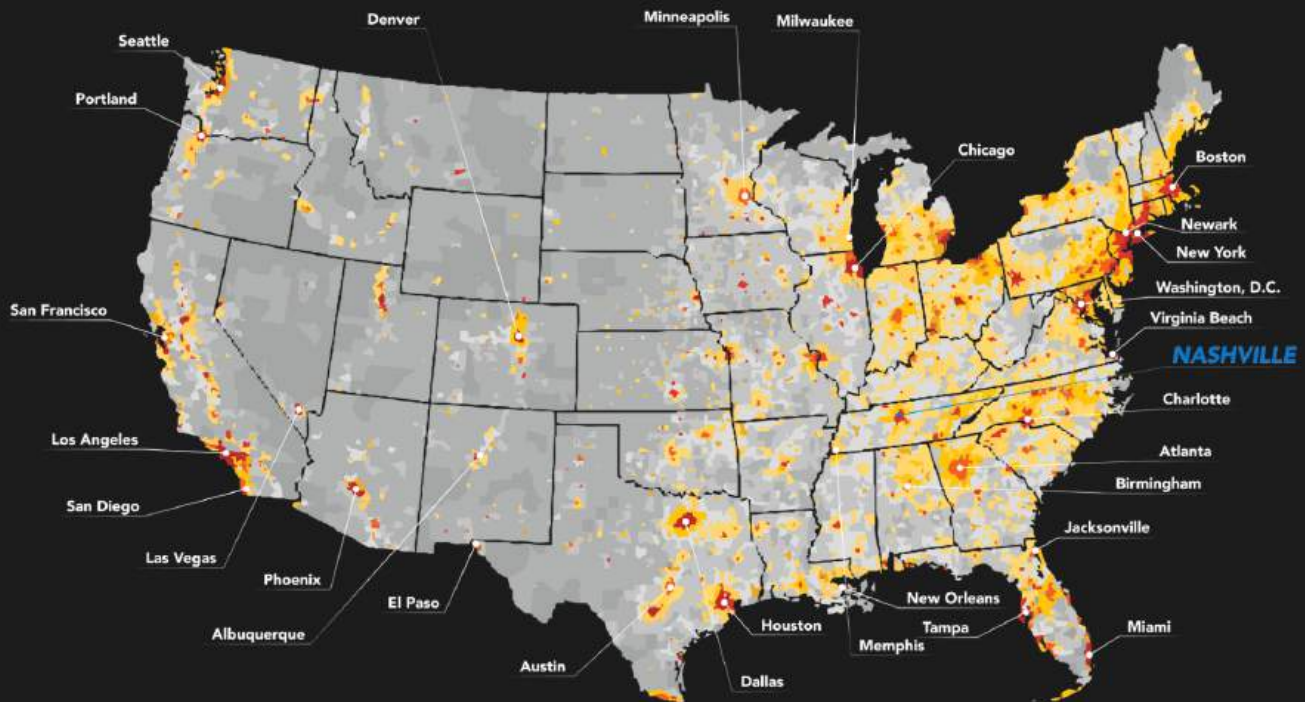 Denver
Minneapolis
Milwaukee
Seattle
Portland
Chicago
Boston
Newark
New York
Washington, D.C.
San Francisco
Virginia Beach
NASHVILLE
Charlotte
Los Angeles
Atlanta
Birmingham
San Diego
Jacksonville
Las Vegas
Phoenix
El Paso
New Orleans
Albuquerque
Houston
Tampa
Miami
Memphis
Austin
Dallas